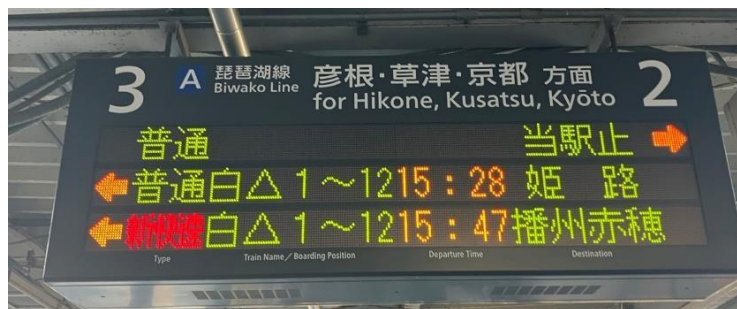 3 A 琵琶湖線 彦根・草津・京都 方面 2
Biwako Line for Hikone, Kusatsu, Kyōto
普通 当駅止 ➡
⬅普通白△1〜12 15:28 姫路
⬅新快速白△1〜12 15:47 播州赤穂
Type Train Name／Boarding Position Departure Time Destination